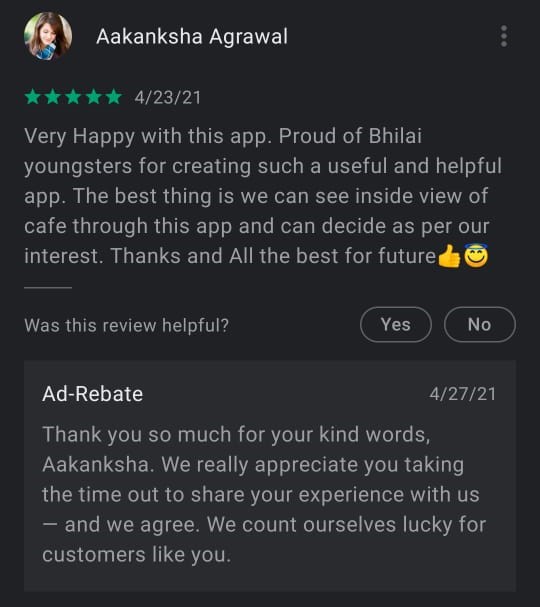 Aakanksha Agrawal
4/23/21
Very Happy with this app. Proud of Bhilai
youngsters for creating such a useful and helpful
app. The best thing is we can see inside view of
cafe through this app and can decide as per our
interest. Thanks and All the best for future👍😇
Was this review helpful?
Yes
No
Ad-Rebate
4/27/21
Thank you so much for your kind words,
Aakanksha. We really appreciate you taking
the time out to share your experience with us
— and we agree. We count ourselves lucky for
customers like you.